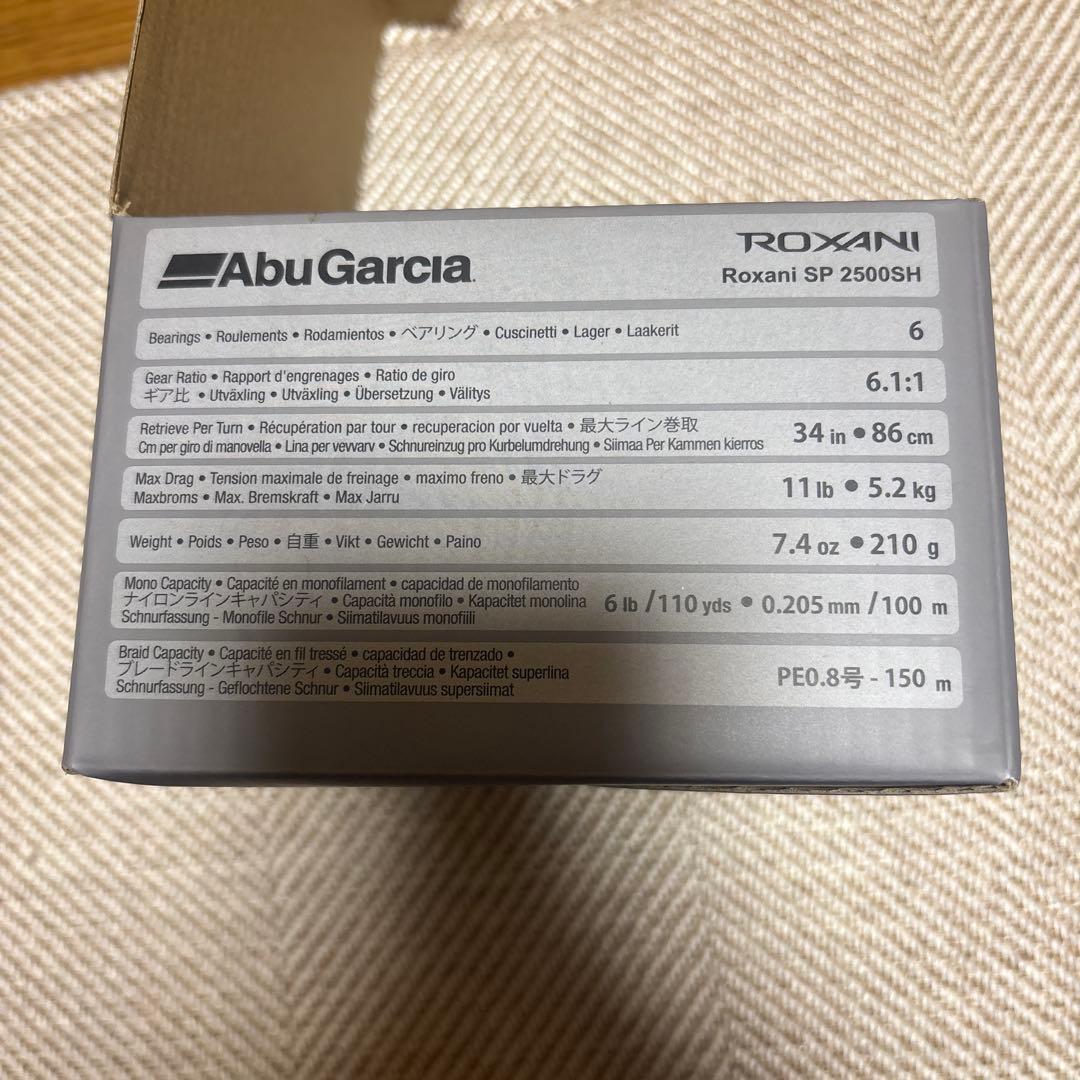 AbuGarcia
ROXANI
Roxani SP 2500SH
Bearings • Roulements • Rodamientos • ベアリング • Cuscinetti • Lager • Laakerit 6
Gear Ratio • Rapport d'engrenages • Ratio de giro
ギア比 • Utväxling • Utväxling • Übersetzung • Välitys
6.1:1
Retrieve Per Turn • Récupération par tour • recuperacion por vuelta • 最大ライン巻取
Cm per giro di manovella • Lina per vevvarv • Schnureinzug pro Kurbelumdrehung • Siimaa Per Kammen kierros
34 in • 86 cm
Max Drag • Tension maximale de freinage • maximo freno • 最大ドラグ
Maxbroms • Max. Bremskraft • Max Jarru
11 lb • 5.2 kg
Weight • Poids • Peso • 自重 • Vikt • Gewicht • Paino 7.4 oz • 210 g
Mono Capacity • Capacité en monofilament • capacidad de monofilamento
ナイロンラインキャパシティ • Capacità monofilo • Kapacitet monolina
Schnurfassung - Monofile Schnur • Siimatilavuus monofiili
6 lb /110 yds • 0.205 mm /100 m
Braid Capacity • Capacité en fil tressé • capacidad de trenzado •
ブレードラインキャパシティ • Capacità treccia • Kapacitet superlina
Schnurfassung - Geflochtene Schnur • Siimatilavuus supersiimat
PE0.8号 - 150 m